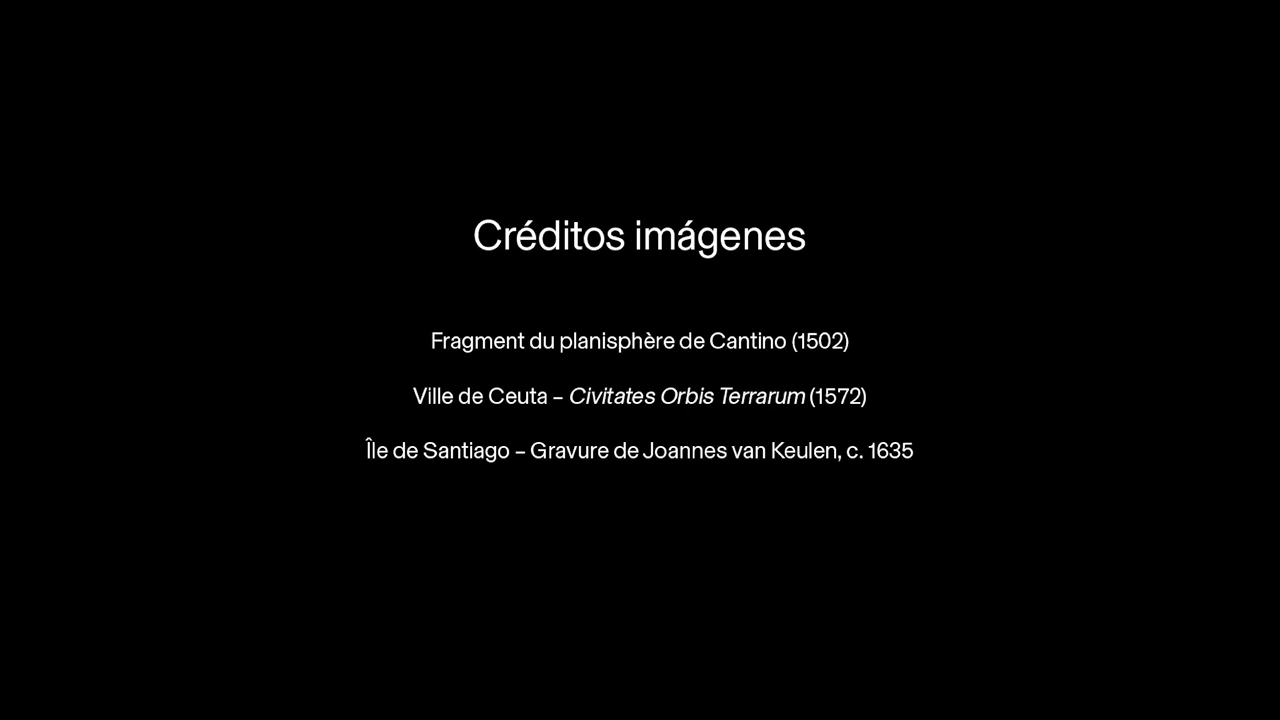 Créditos imágenes
Fragment du planisphère de Cantino (1502)
Ville de Ceuta – Civitates Orbis Terrarum (1572)
Île de Santiago – Gravure de Joannes van Keulen, c. 1635